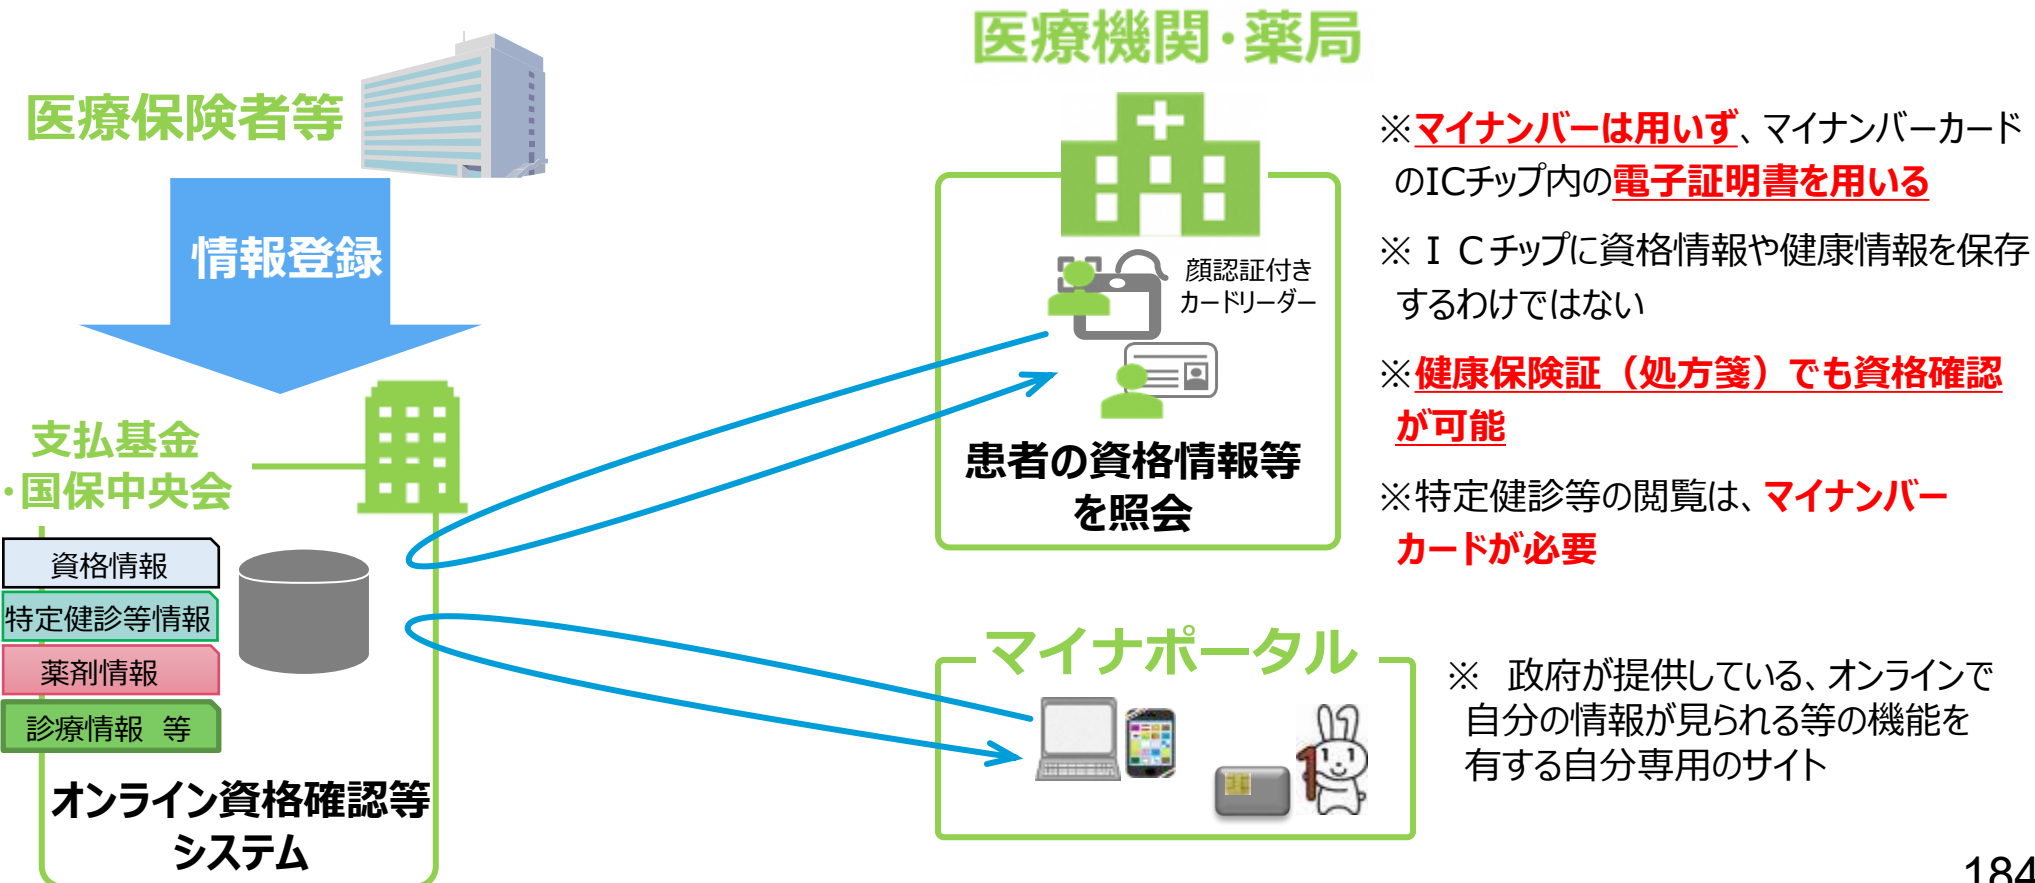 医療保険者等
情報登録
支払基金
・国保中央会
資格情報
特定健診等情報
薬剤情報
診療情報 等
オンライン資格確認等
システム
医療機関・薬局
顔認証付き
カードリーダー
患者の資格情報等
を照会
※マイナンバーは用いず、マイナンバーカード
のICチップ内の電子証明書を用いる
※ＩＣチップに資格情報や健康情報を保存
するわけではない
※健康保険証（処方箋）でも資格確認
が可能
※特定健診等の閲覧は、マイナンバー
カードが必要
マイナポータル
1
※ 政府が提供している、オンラインで
自分の情報が見られる等の機能を
有する自分専用のサイト
184